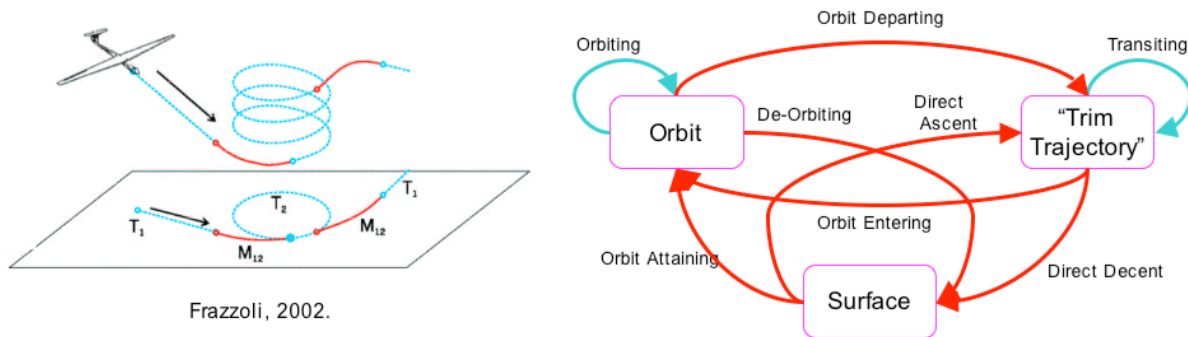 T₁
M₁₂
T₂
M₁₂
T₁
Frazzoli, 2002.
Orbit Departing
Orbiting
Transiting
Orbit
De-Orbiting
Direct
Ascent
“Trim
Trajectory”
Orbit Entering
Orbit Attaining
Direct Decent
Surface